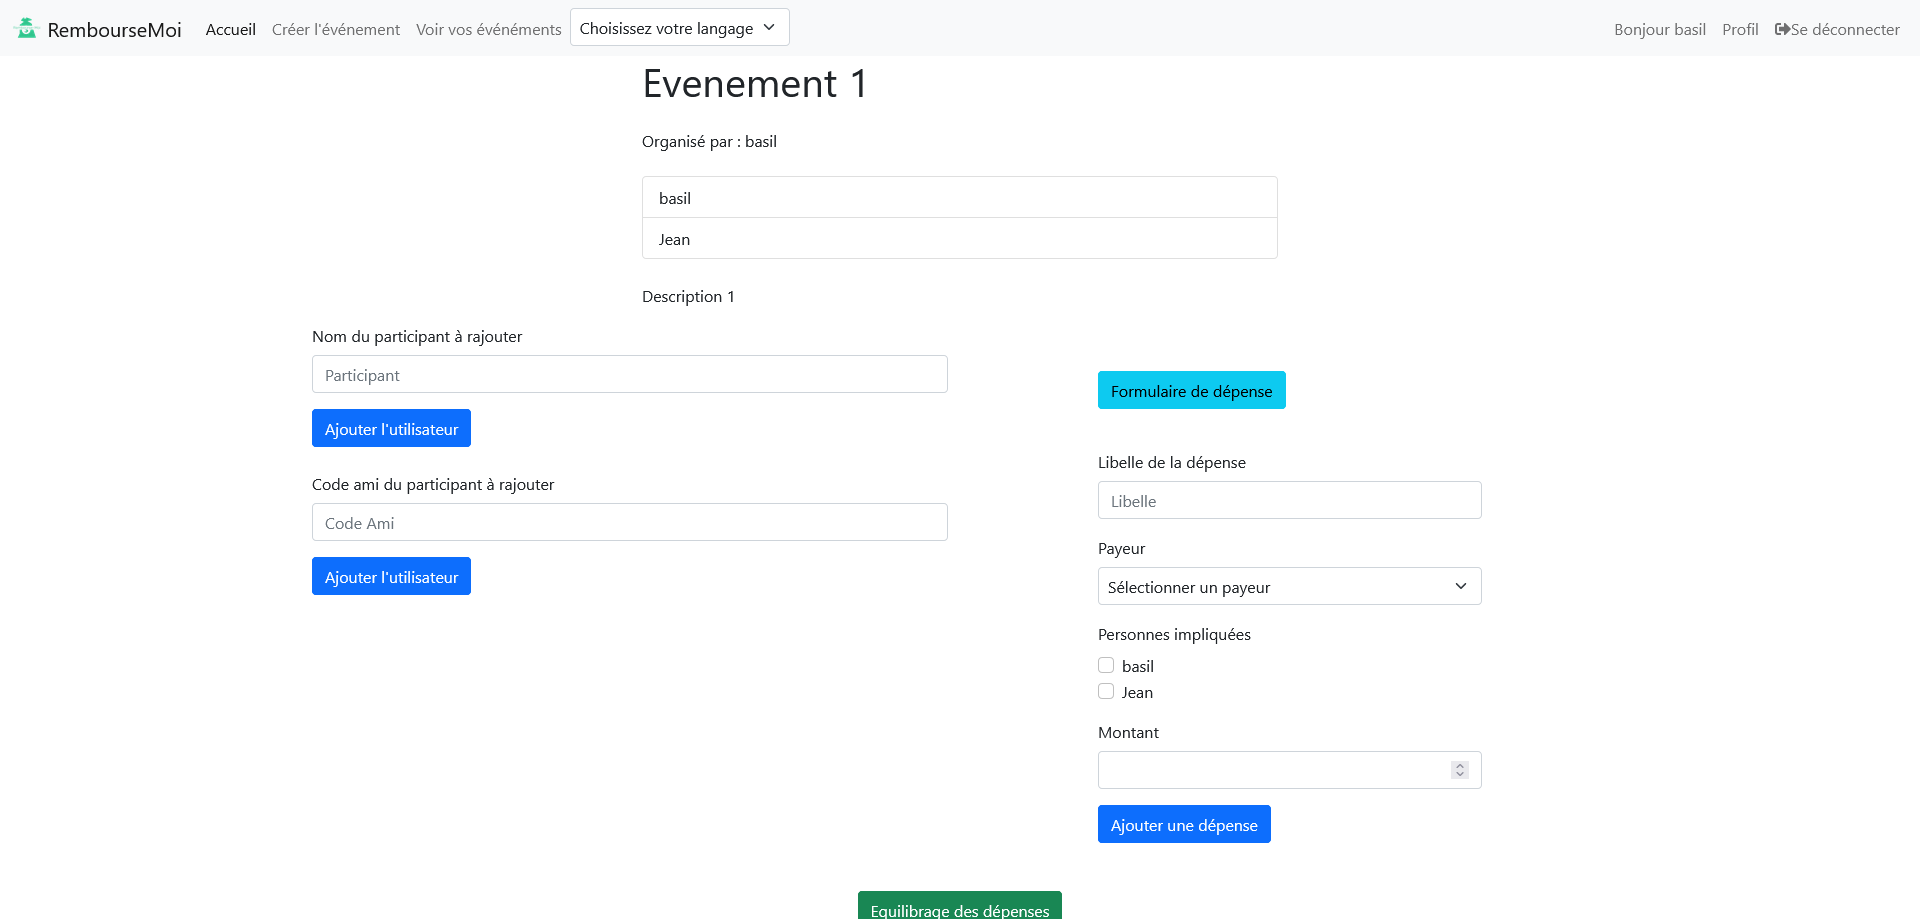 RembourseMoi Accueil Créer l'événement Voir vos événéments Choisissez votre langage Bonjour basil Profil Se déconnecter
Evenement 1
Organisé par : basil
basil
Jean
Description 1
Nom du participant à rajouter
Participant
Ajouter l'utilisateur
Code ami du participant à rajouter
Code Ami
Ajouter l'utilisateur
Formulaire de dépense
Libelle de la dépense
Libelle
Payeur
Sélectionner un payeur
Personnes impliquées
basil
Jean
Montant
Ajouter une dépense
Equilibrage des dépenses